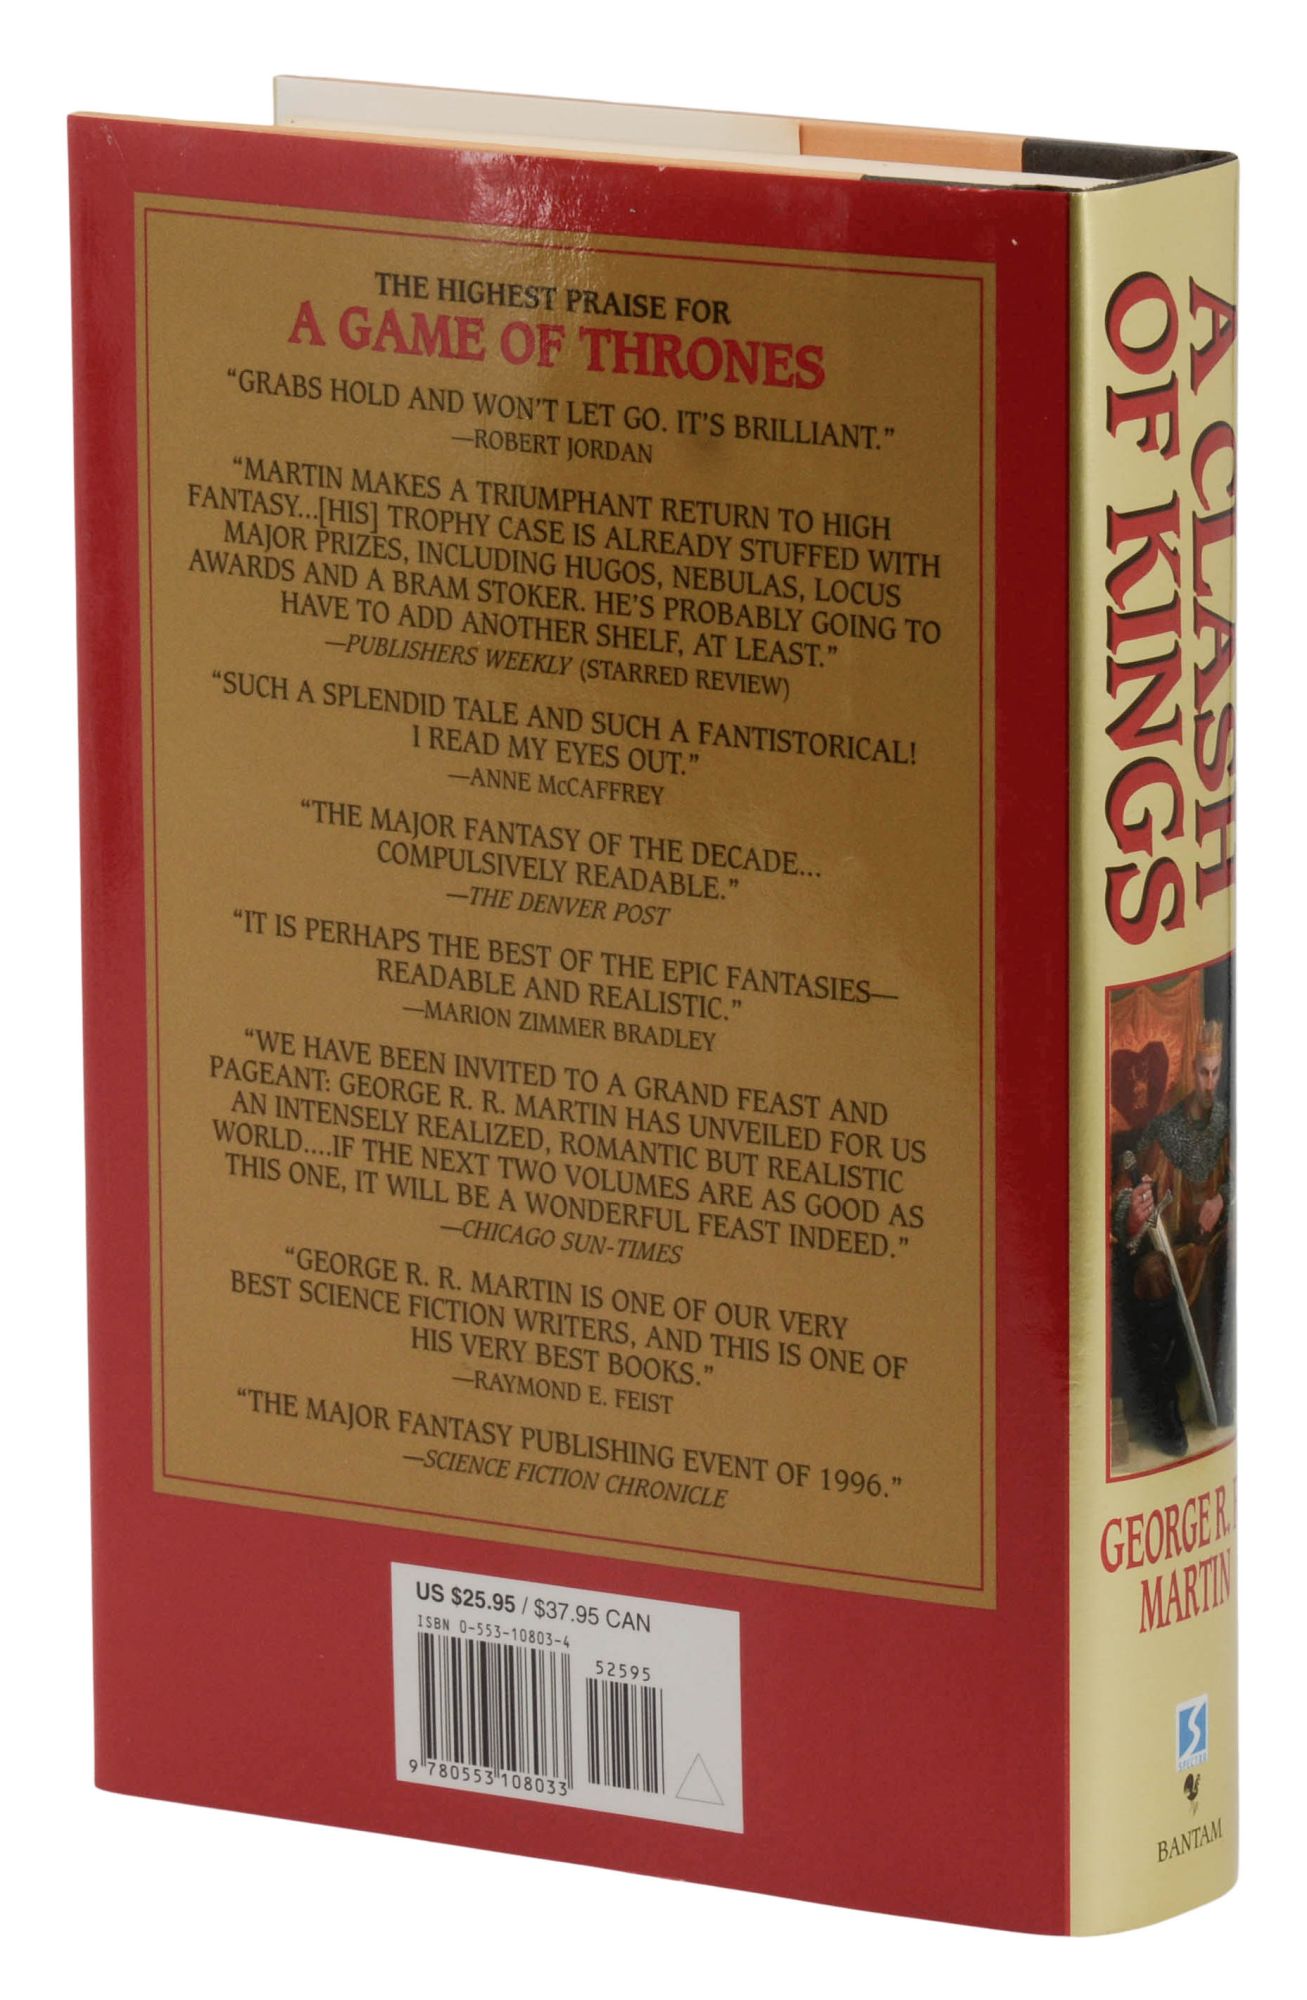 THE HIGHEST PRAISE FOR
A GAME OF THRONES
“GRABS HOLD AND WON’T LET GO. IT’S BRILLIANT.”
—ROBERT JORDAN
“MARTIN MAKES A TRIUMPHANT RETURN TO HIGH
FANTASY...[HIS] TROPHY CASE IS ALREADY STUFFED WITH
MAJOR PRIZES, INCLUDING HUGOS, NEBULAS, LOCUS
AWARDS AND A BRAM STOKER. HE’S PROBABLY GOING TO
HAVE TO ADD ANOTHER SHELF, AT LEAST.”
—PUBLISHERS WEEKLY (STARRED REVIEW)
“SUCH A SPLENDID TALE AND SUCH A FANTISTORICAL!
I READ MY EYES OUT.”
—ANNE McCAFFREY
“THE MAJOR FANTASY OF THE DECADE...
COMPULSIVELY READABLE.”
—THE DENVER POST
“IT IS PERHAPS THE BEST OF THE EPIC FANTASIES—
READABLE AND REALISTIC.”
—MARION ZIMMER BRADLEY
“WE HAVE BEEN INVITED TO A GRAND FEAST AND
PAGEANT: GEORGE R. R. MARTIN HAS UNVEILED FOR US
AN INTENSELY REALIZED, ROMANTIC BUT REALISTIC
WORLD....IF THE NEXT TWO VOLUMES ARE AS GOOD AS
THIS ONE, IT WILL BE A WONDERFUL FEAST INDEED.”
—CHICAGO SUN-TIMES
“GEORGE R. R. MARTIN IS ONE OF OUR VERY
BEST SCIENCE FICTION WRITERS, AND THIS IS ONE OF
HIS VERY BEST BOOKS.”
—RAYMOND E. FEIST
“THE MAJOR FANTASY PUBLISHING EVENT OF 1996.”
—SCIENCE FICTION CHRONICLE
US $25.95 / $37.95 CAN
ISBN 0-553-10803-4
52595
9 780553 108033
A CLASH
OF KINGS
GEORGE R.
MARTIN
SPECTRA
BANTAM